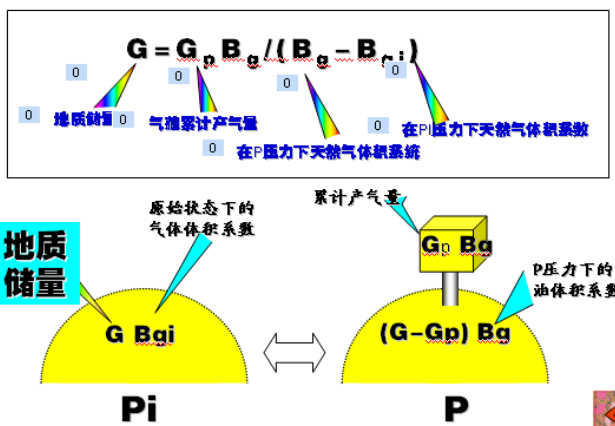 G = Gp Bg / ( Bg - Bgi )
0
0
0
0
0
0
0
0
地质储量
气藏累计产气量
在Pi压力下天然气体积系数
在P压力下天然气体积系统
累计产气量
原始状态下的
气体体积系数
Gp Bg
地质
储量
P压力下的
油体积系数
G Bgi
(G-Gp) Bg
Pi
P